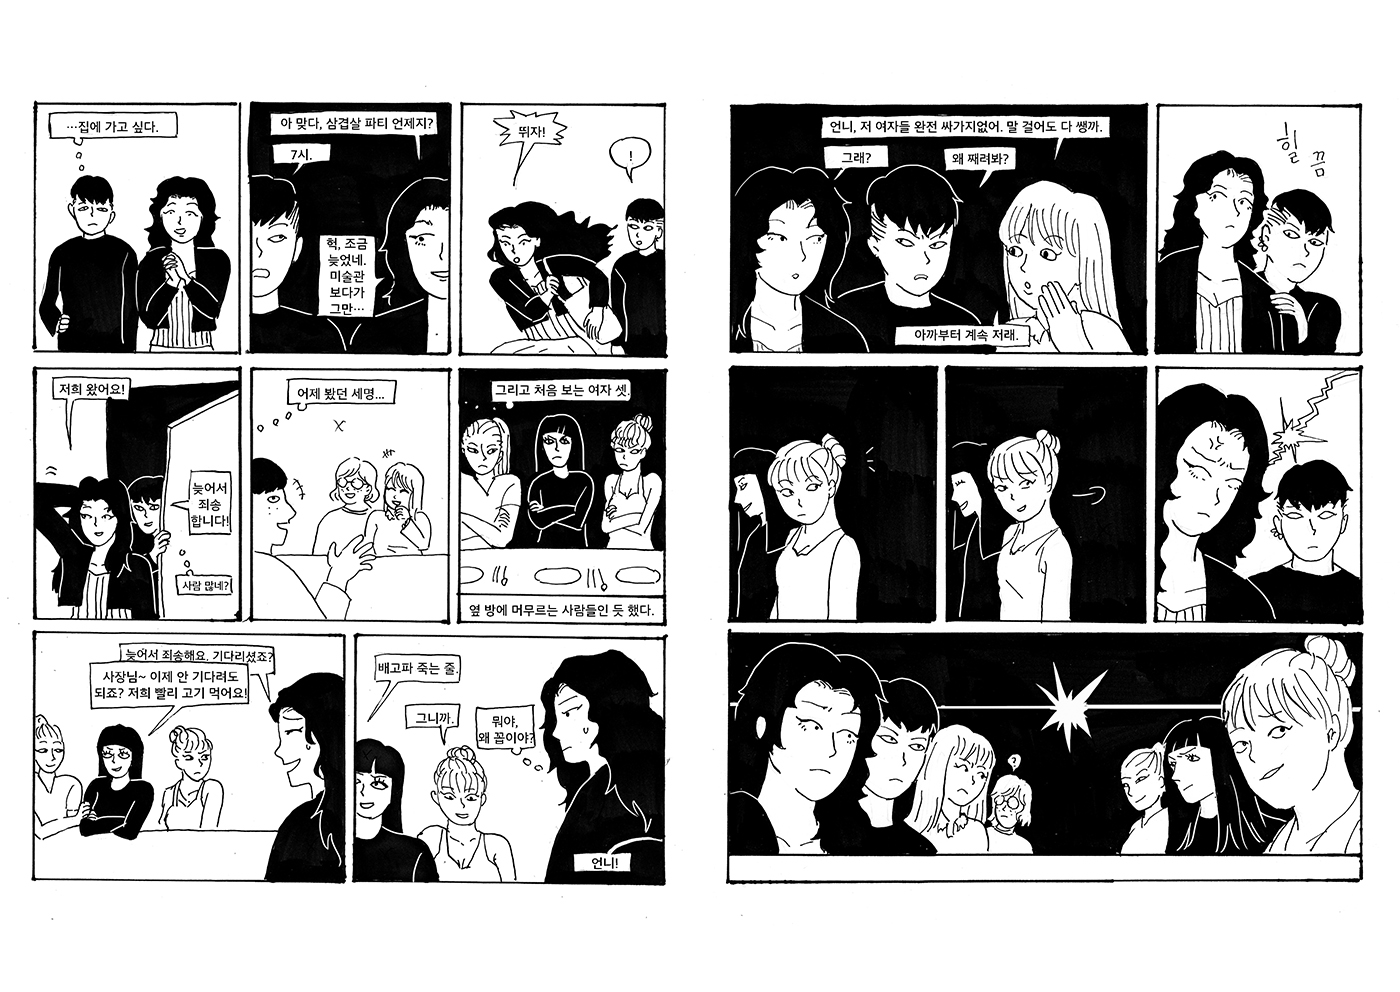 …집에 가고 싶다.
아 맞다, 삼겹살 파티 언제지?
7시.
헉, 조금
늦었네.
미술관
보다가
그만…
뛰자!
!
저희 왔어요!
늦어서
죄송
합니다!
사람 많네?
어제 봤던 세명...
그리고 처음 보는 여자 셋.
옆 방에 머무르는 사람들인 듯 했다.
늦어서 죄송해요. 기다리셨죠?
사장님~ 이제 안 기다려도
되죠? 저희 빨리 고기 먹어요!
배고파 죽는 줄.
그니까.
뭐야,
왜 꼽이야?
언니!
언니, 저 여자들 완전 싸가지없어. 말 걸어도 다 쌩까.
그래?
왜 째려봐?
아까부터 계속 저래.
힐끔
?